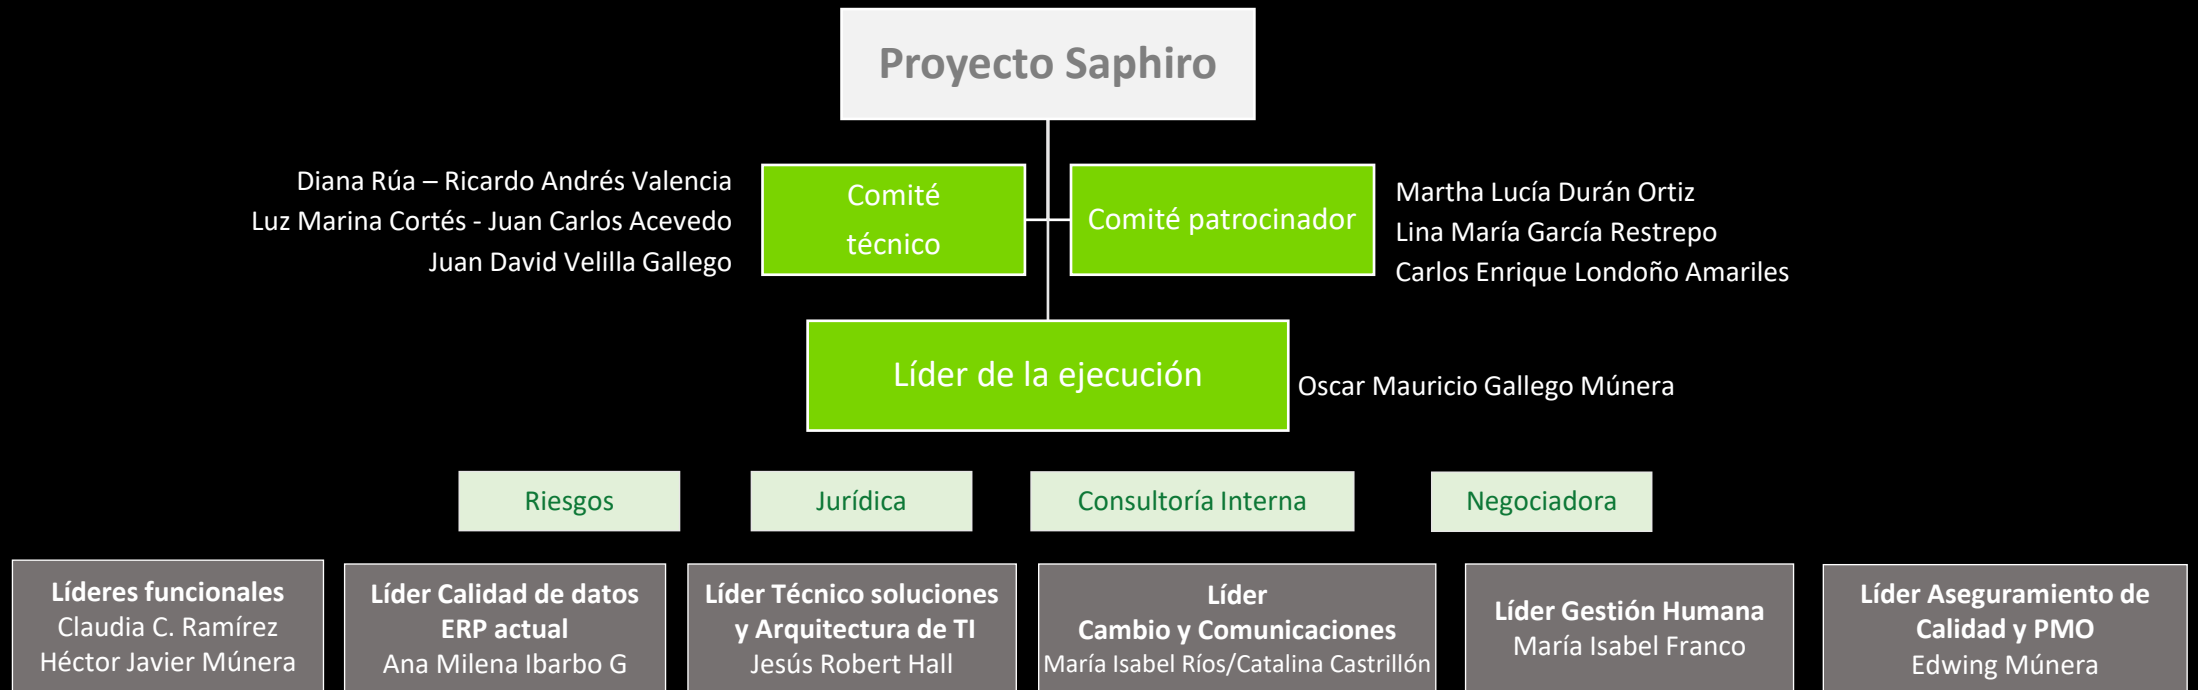 Proyecto Saphiro
Diana Rúa – Ricardo Andrés Valencia
Luz Marina Cortés - Juan Carlos Acevedo
Juan David Velilla Gallego
Comité
técnico
Comité patrocinador
Martha Lucía Durán Ortiz
Lina María García Restrepo
Carlos Enrique Londoño Amariles
Líder de la ejecución
Oscar Mauricio Gallego Múnera
Riesgos
Jurídica
Consultoría Interna
Negociadora
Líderes funcionales
Claudia C. Ramírez
Héctor Javier Múnera
Líder Calidad de datos
ERP actual
Ana Milena Ibarbo G
Líder Técnico soluciones
y Arquitectura de TI
Jesús Robert Hall
Líder
Cambio y Comunicaciones
María Isabel Ríos/Catalina Castrillón
Líder Gestión Humana
María Isabel Franco
Líder Aseguramiento de
Calidad y PMO
Edwing Múnera